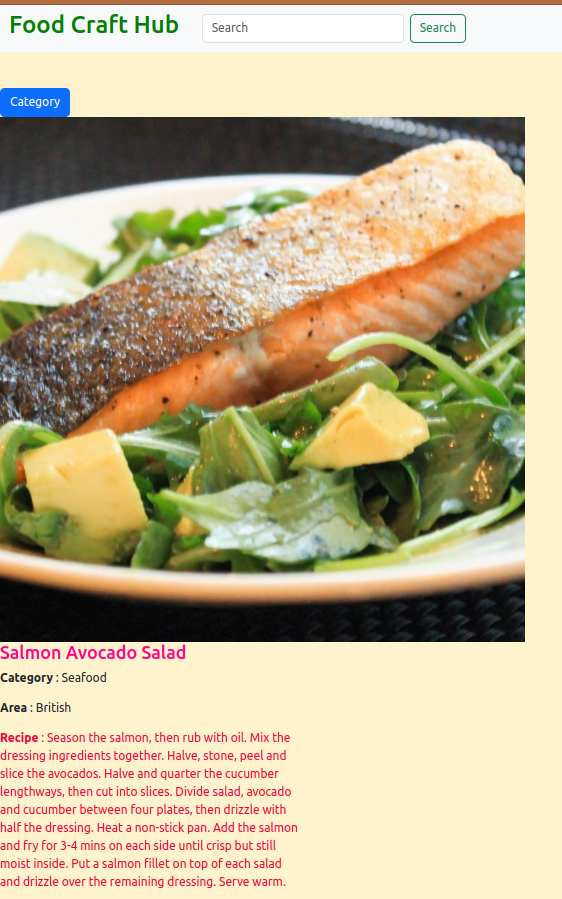 Food Craft Hub
Search
Search
Category
Salmon Avocado Salad
Category : Seafood
Area : British
Recipe : Season the salmon, then rub with oil. Mix the
dressing ingredients together. Halve, stone, peel and
slice the avocados. Halve and quarter the cucumber
lengthways, then cut into slices. Divide salad, avocado
and cucumber between four plates, then drizzle with
half the dressing. Heat a non-stick pan. Add the salmon
and fry for 3-4 mins on each side until crisp but still
moist inside. Put a salmon fillet on top of each salad
and drizzle over the remaining dressing. Serve warm.